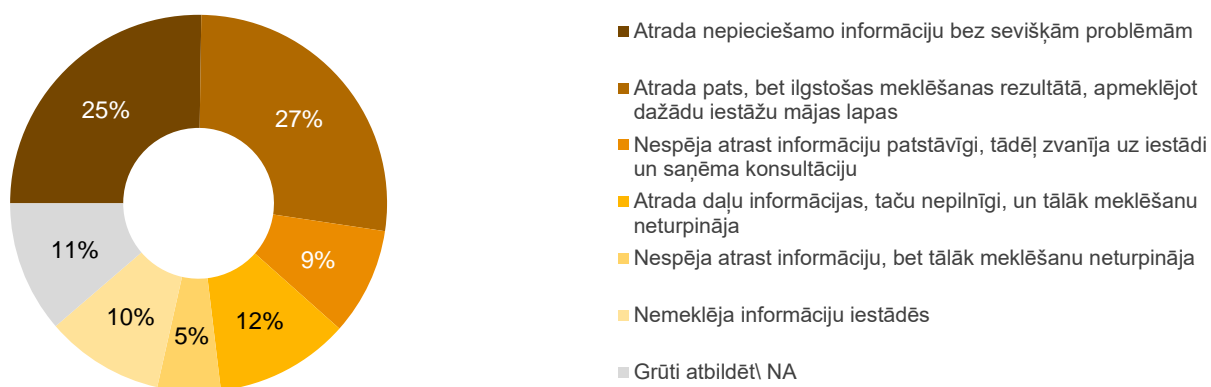 25%
27%
9%
12%
5%
10%
11%
Atrada nepieciešamo informāciju bez sevišķām problēmām
Atrada pats, bet ilgstošas meklēšanas rezultātā, apmeklējot
dažādu iestāžu mājas lapas
Nespēja atrast informāciju patstāvīgi, tādēļ zvanīja uz iestādi
un saņēma konsultāciju
Atrada daļu informācijas, taču nepilnīgi, un tālāk meklēšanu
neturpināja
Nespēja atrast informāciju, bet tālāk meklēšanu neturpināja
Nemeklēja informāciju iestādēs
Grūti atbildēt\ NA